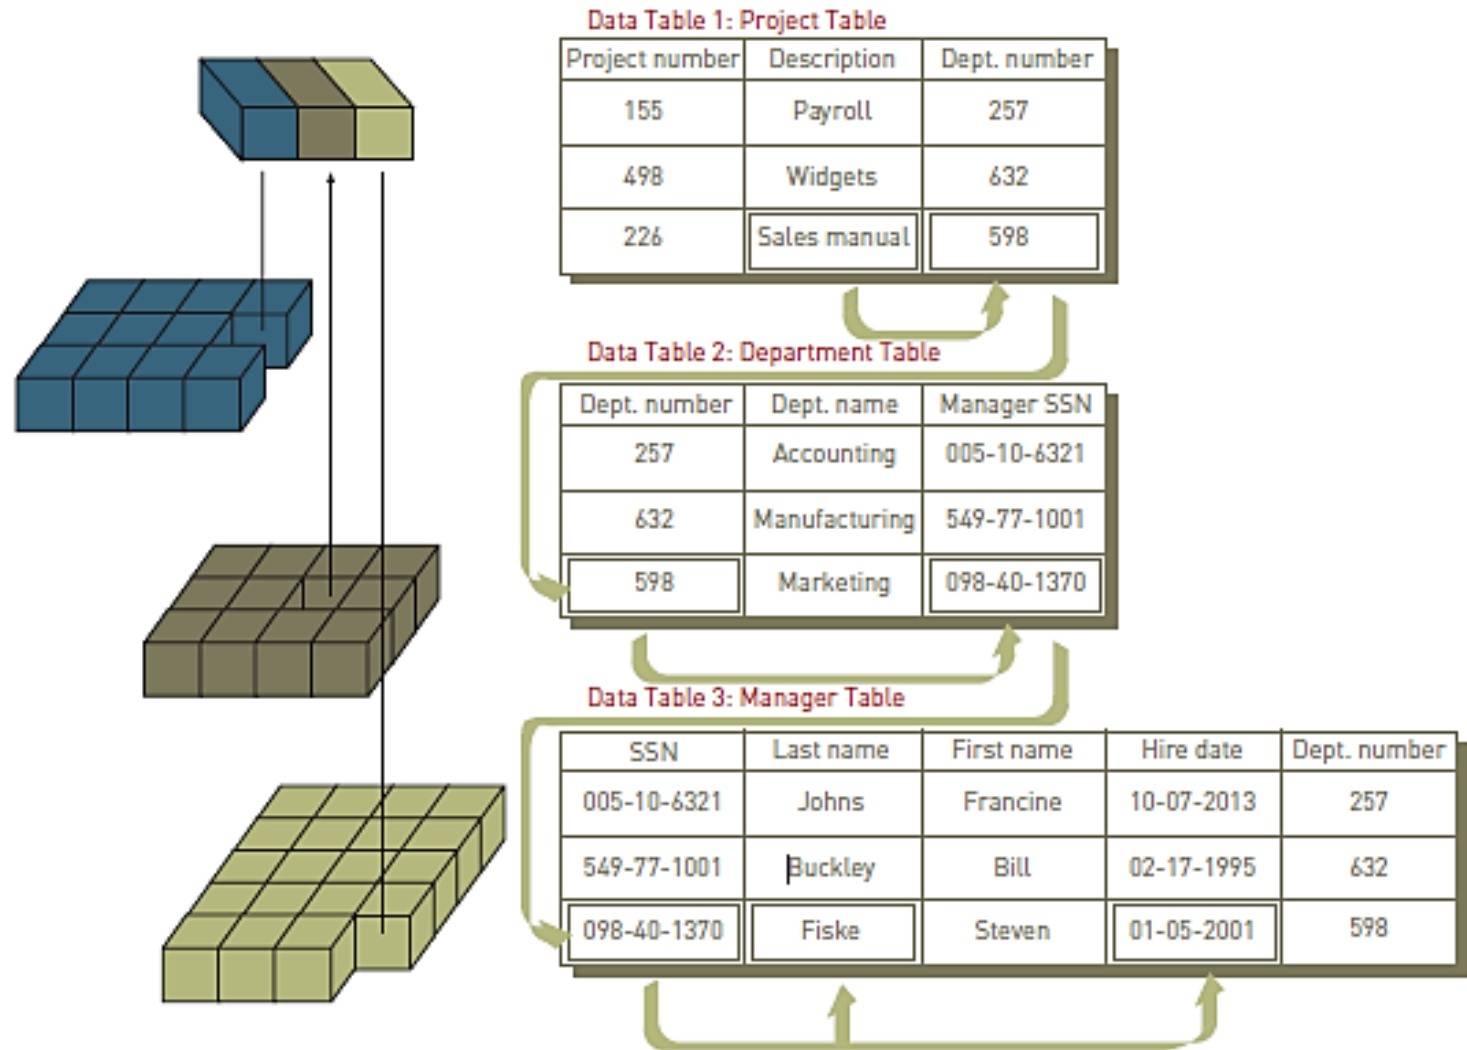 Data Table 1: Project Table
Project number Description Dept. number
155 Payroll 257
498 Widgets 632
226 Sales manual 598
Data Table 2: Department Table
Dept. number Dept. name Manager SSN
257 Accounting 005-10-6321
632 Manufacturing 549-77-1001
598 Marketing 098-40-1370
Data Table 3: Manager Table
SSN Last name First name Hire date Dept. number
005-10-6321 Johns Francine 10-07-2013 257
549-77-1001 Buckley Bill 02-17-1995 632
098-40-1370 Fiske Steven 01-05-2001 598